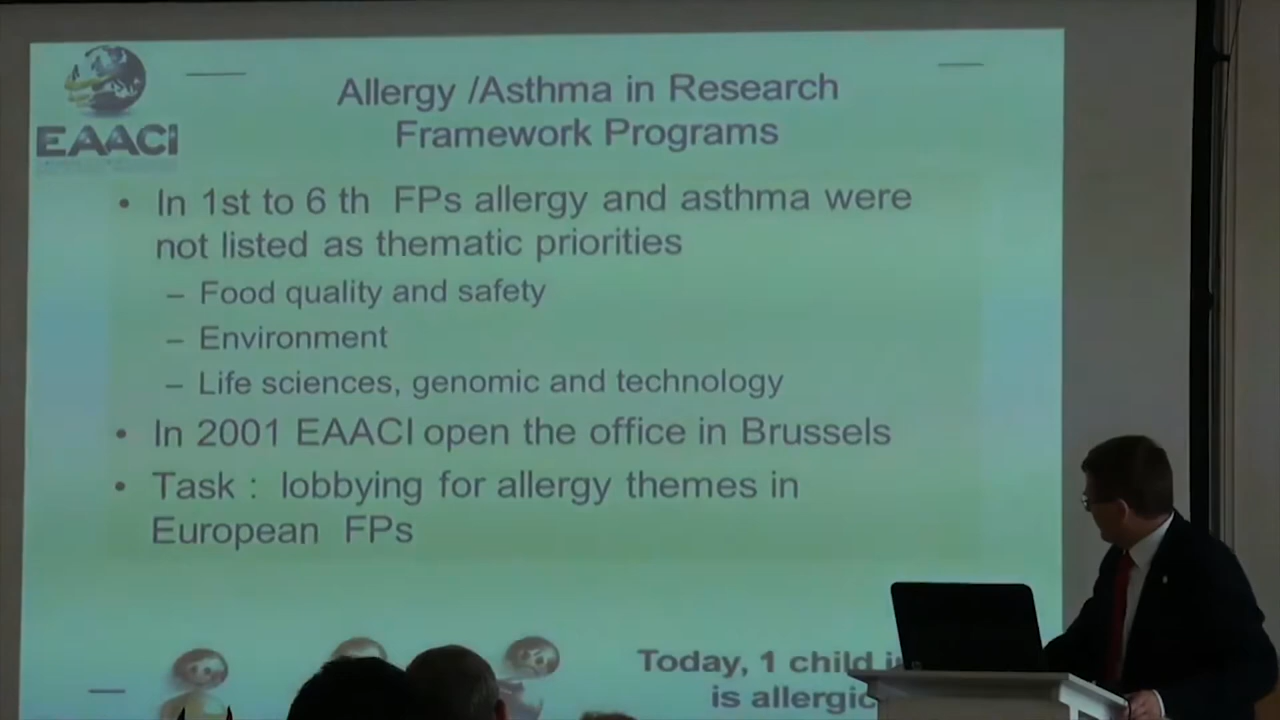 EAACI
Allergy /Asthma in Research
Framework Programs
• In 1st to 6 th FPs allergy and asthma were
not listed as thematic priorities
– Food quality and safety
– Environment
– Life sciences, genomic and technology
• In 2001 EAACI open the office in Brussels
• Task : lobbying for allergy themes in
European FPs
Today, 1 child
is allergic